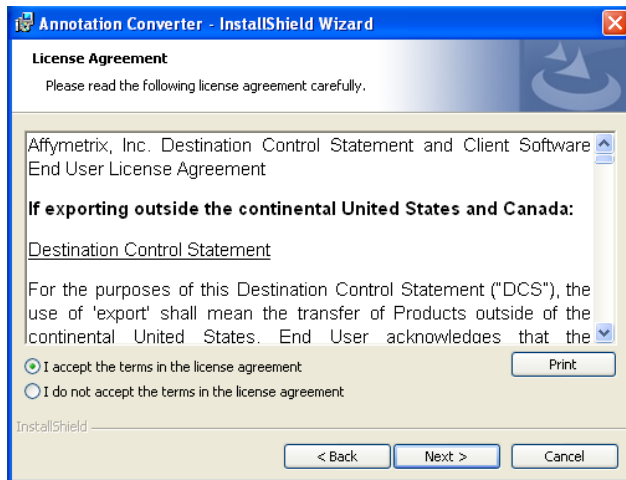 Annotation Converter - InstallShield Wizard
License Agreement
Please read the following license agreement carefully.
Affymetrix, Inc. Destination Control Statement and Client Software
End User License Agreement
If exporting outside the continental United States and Canada:
Destination Control Statement
For the purposes of this Destination Control Statement ("DCS"), the
use of 'export' shall mean the transfer of Products outside of the
continental United States. End User acknowledges that the
I accept the terms in the license agreement
Print
I do not accept the terms in the license agreement
InstallShield
< Back
Next >
Cancel